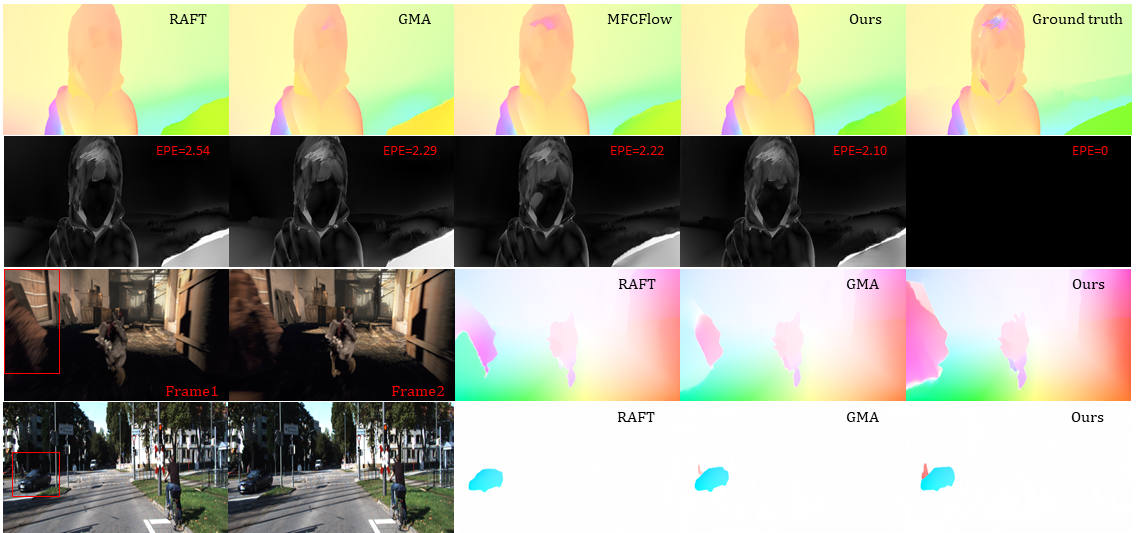 RAFT
GMA
MFCFlow
Ours
Ground truth
EPE=2.54
EPE=2.29
EPE=2.22
EPE=2.10
EPE=0
Frame1
Frame2
RAFT
GMA
Ours
RAFT
GMA
Ours